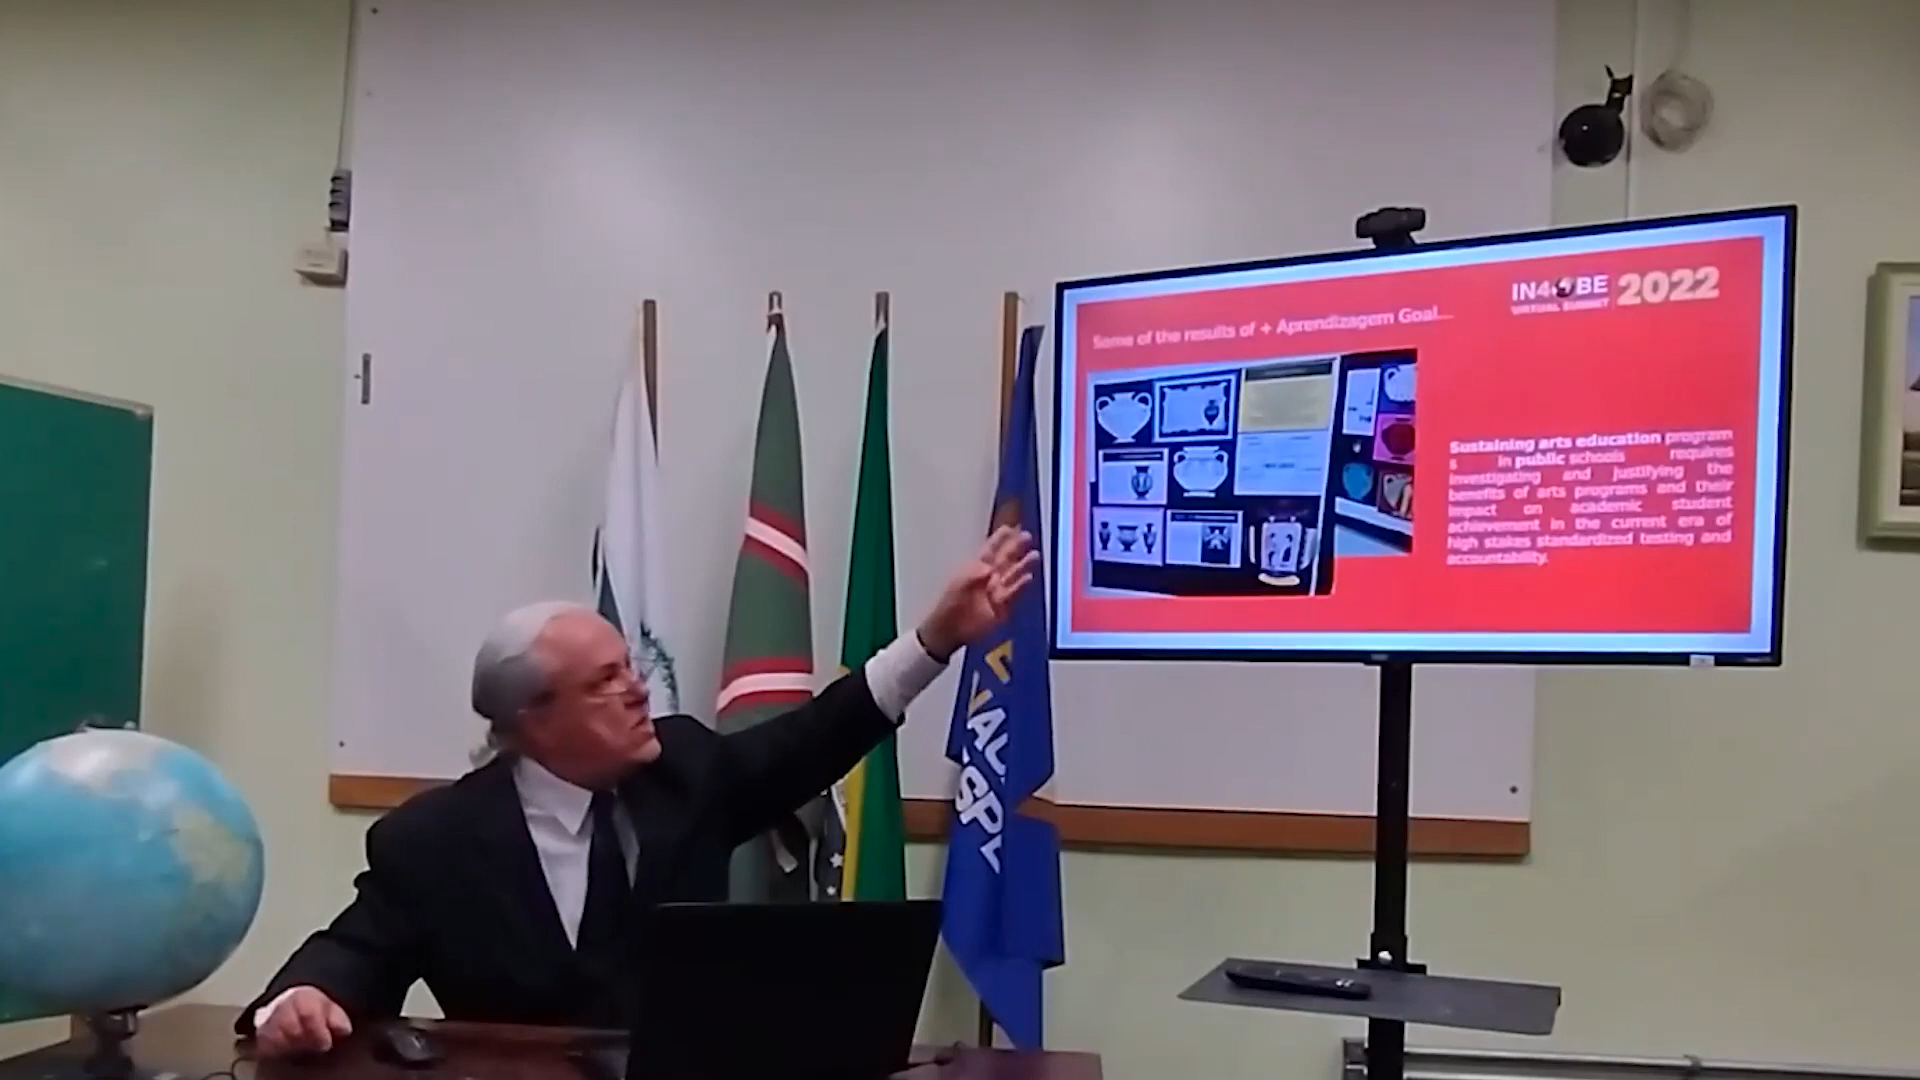 IN4 BE 2022
VIRTUAL SUMMIT
Some of the results of + Aprendizagem Goal...
Sustaining arts education program
s in public schools requires
investigating and justifying the
benefits of arts programs and their
impact on academic student
achievement in the current era of
high stakes standardized testing and
accountability.